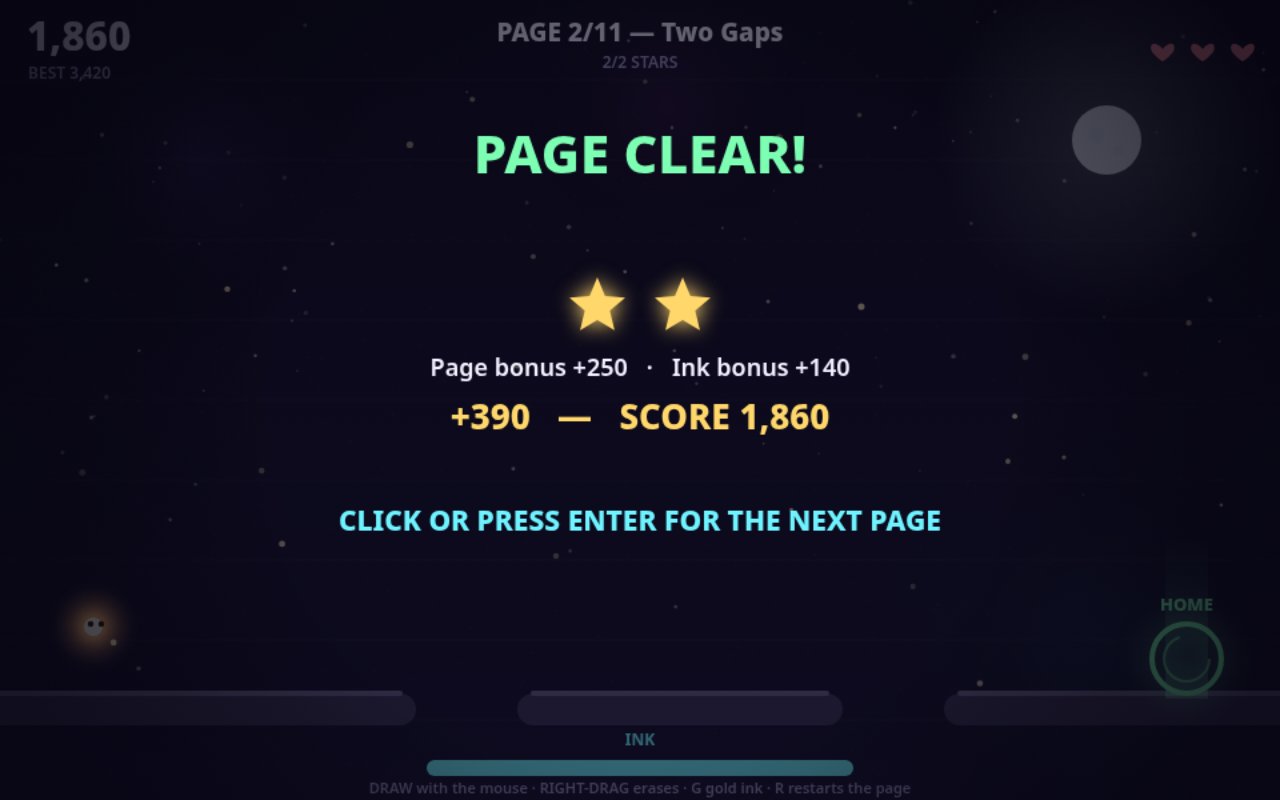 1,860
BEST 3,420
PAGE 2/11 — Two Gaps
2/2 STARS
PAGE CLEAR!
Page bonus +250 · Ink bonus +140
+390 — SCORE 1,860
CLICK OR PRESS ENTER FOR THE NEXT PAGE
HOME
INK
DRAW with the mouse · RIGHT-DRAG erases · G gold ink · R restarts the page